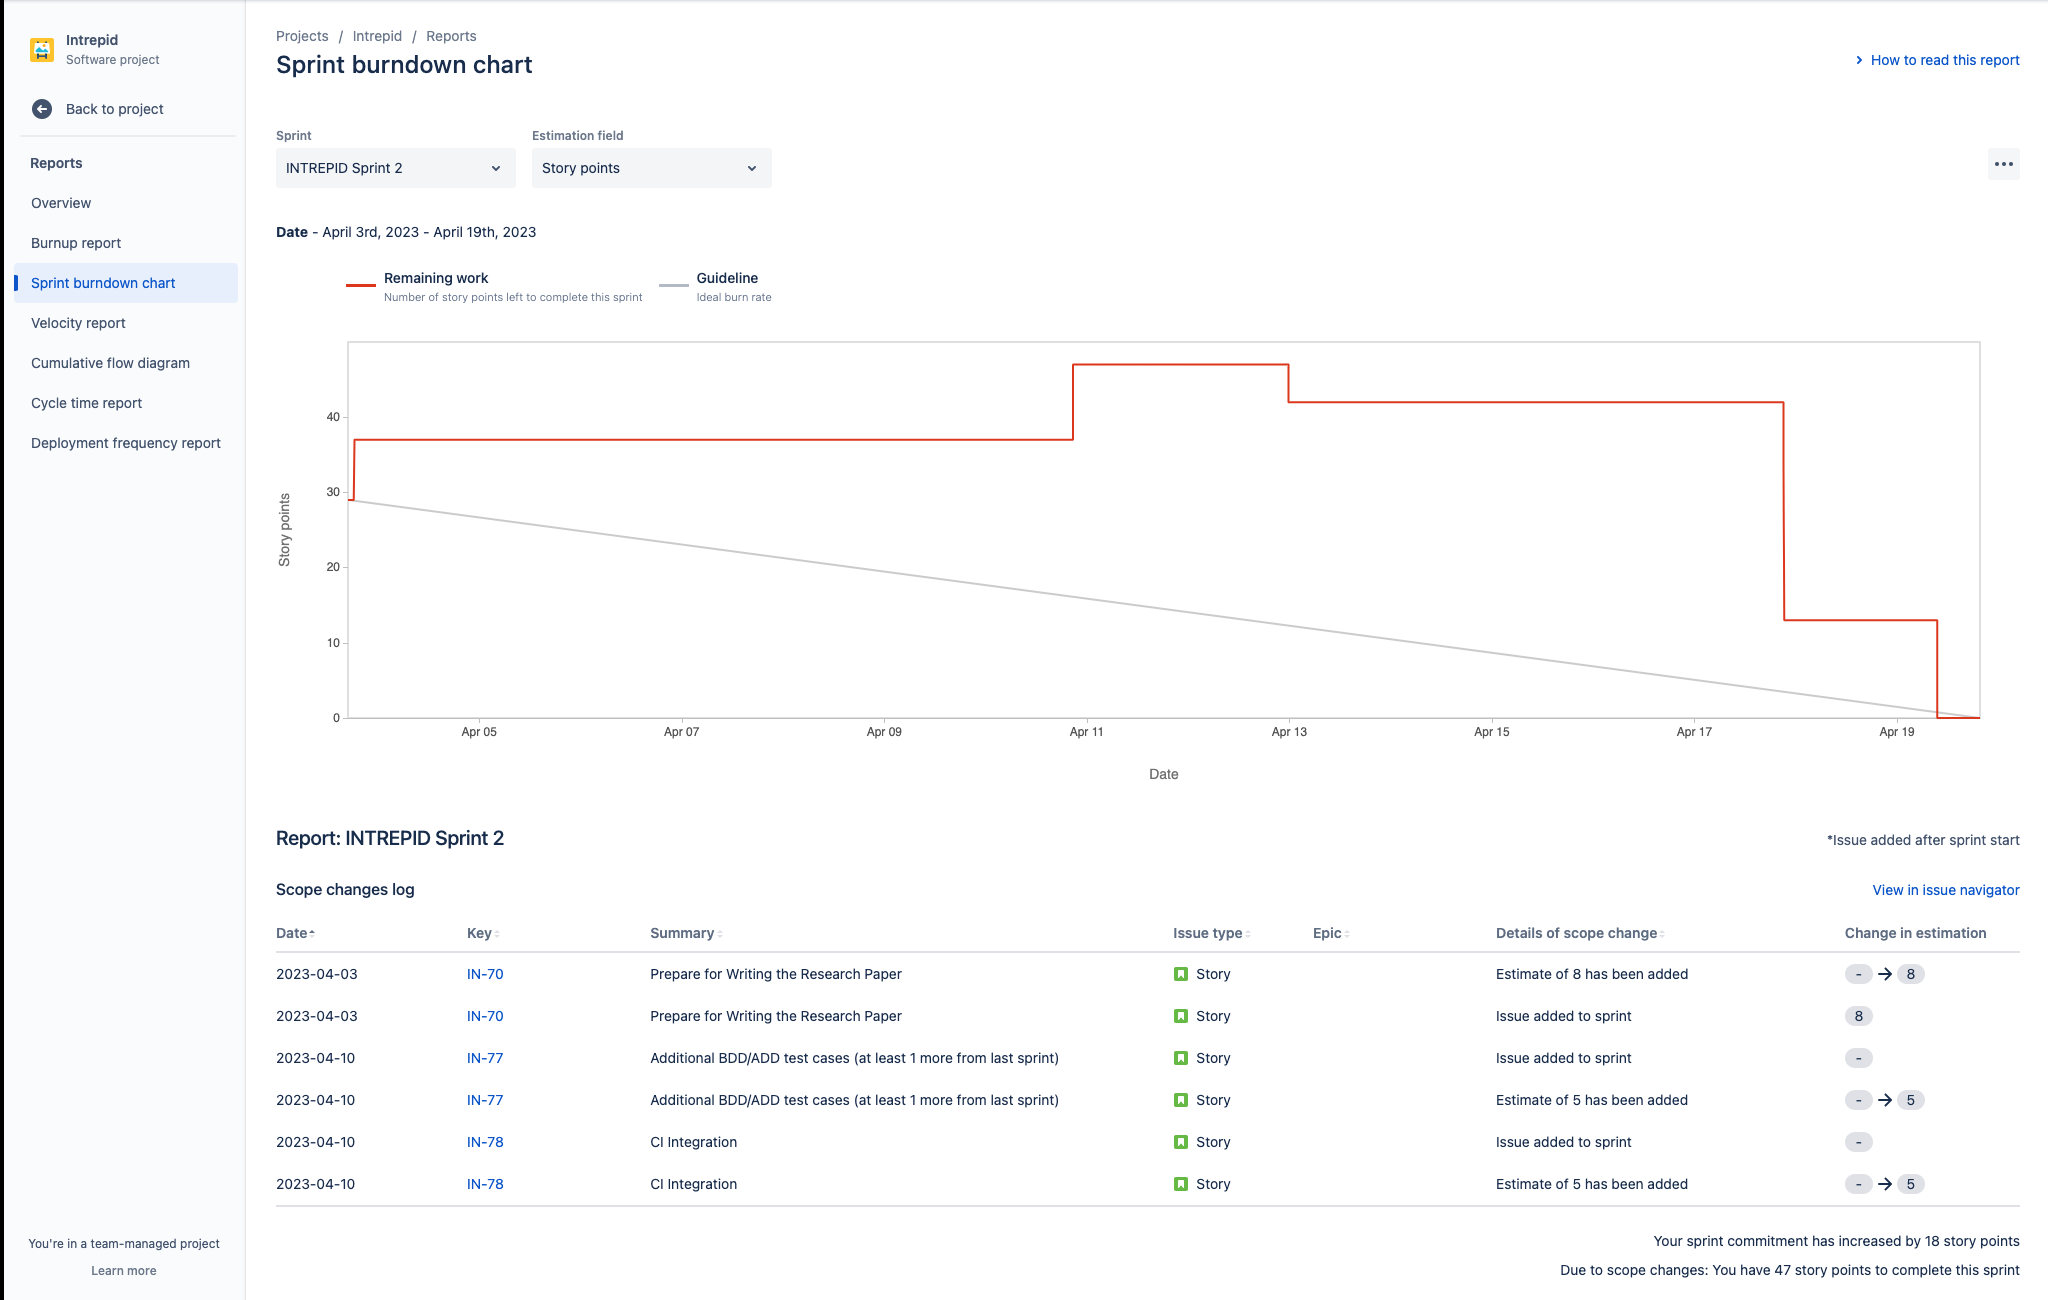 Intrepid
Software project
Back to project
Reports
Overview
Burnup report
Sprint burndown chart
Velocity report
Cumulative flow diagram
Cycle time report
Deployment frequency report
You're in a team-managed project
Learn more
Projects / Intrepid / Reports
Sprint burndown chart
How to read this report
Sprint
Estimation field
INTREPID Sprint 2
Story points
Date - April 3rd, 2023 - April 19th, 2023
Remaining work
Number of story points left to complete this sprint
Guideline
Ideal burn rate
Story points
40
30
20
10
0
Apr 05 Apr 07 Apr 09 Apr 11 Apr 13 Apr 15 Apr 17 Apr 19
Date
Report: INTREPID Sprint 2
*Issue added after sprint start
Scope changes log
View in issue navigator
Date Key Summary Issue type Epic Details of scope change Change in estimation
2023-04-03 IN-70 Prepare for Writing the Research Paper Story Estimate of 8 has been added - → 8
2023-04-03 IN-70 Prepare for Writing the Research Paper Story Issue added to sprint 8
2023-04-10 IN-77 Additional BDD/ADD test cases (at least 1 more from last sprint) Story Issue added to sprint -
2023-04-10 IN-77 Additional BDD/ADD test cases (at least 1 more from last sprint) Story Estimate of 5 has been added - → 5
2023-04-10 IN-78 CI Integration Story Issue added to sprint -
2023-04-10 IN-78 CI Integration Story Estimate of 5 has been added - → 5
Your sprint commitment has increased by 18 story points
Due to scope changes: You have 47 story points to complete this sprint